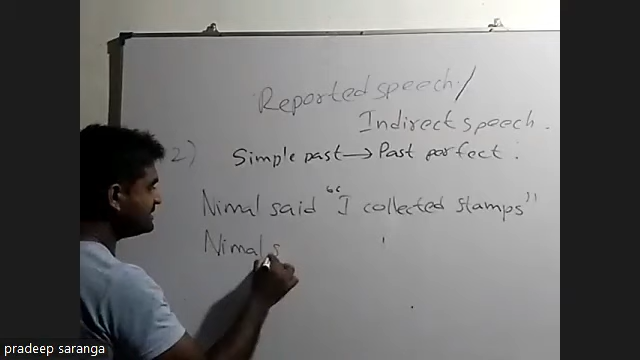 Reported speech /
Indirect speech.
2) Simple past → Past perfect :
Nimal said "I collected stamps"
Nimal s
pradeep saranga